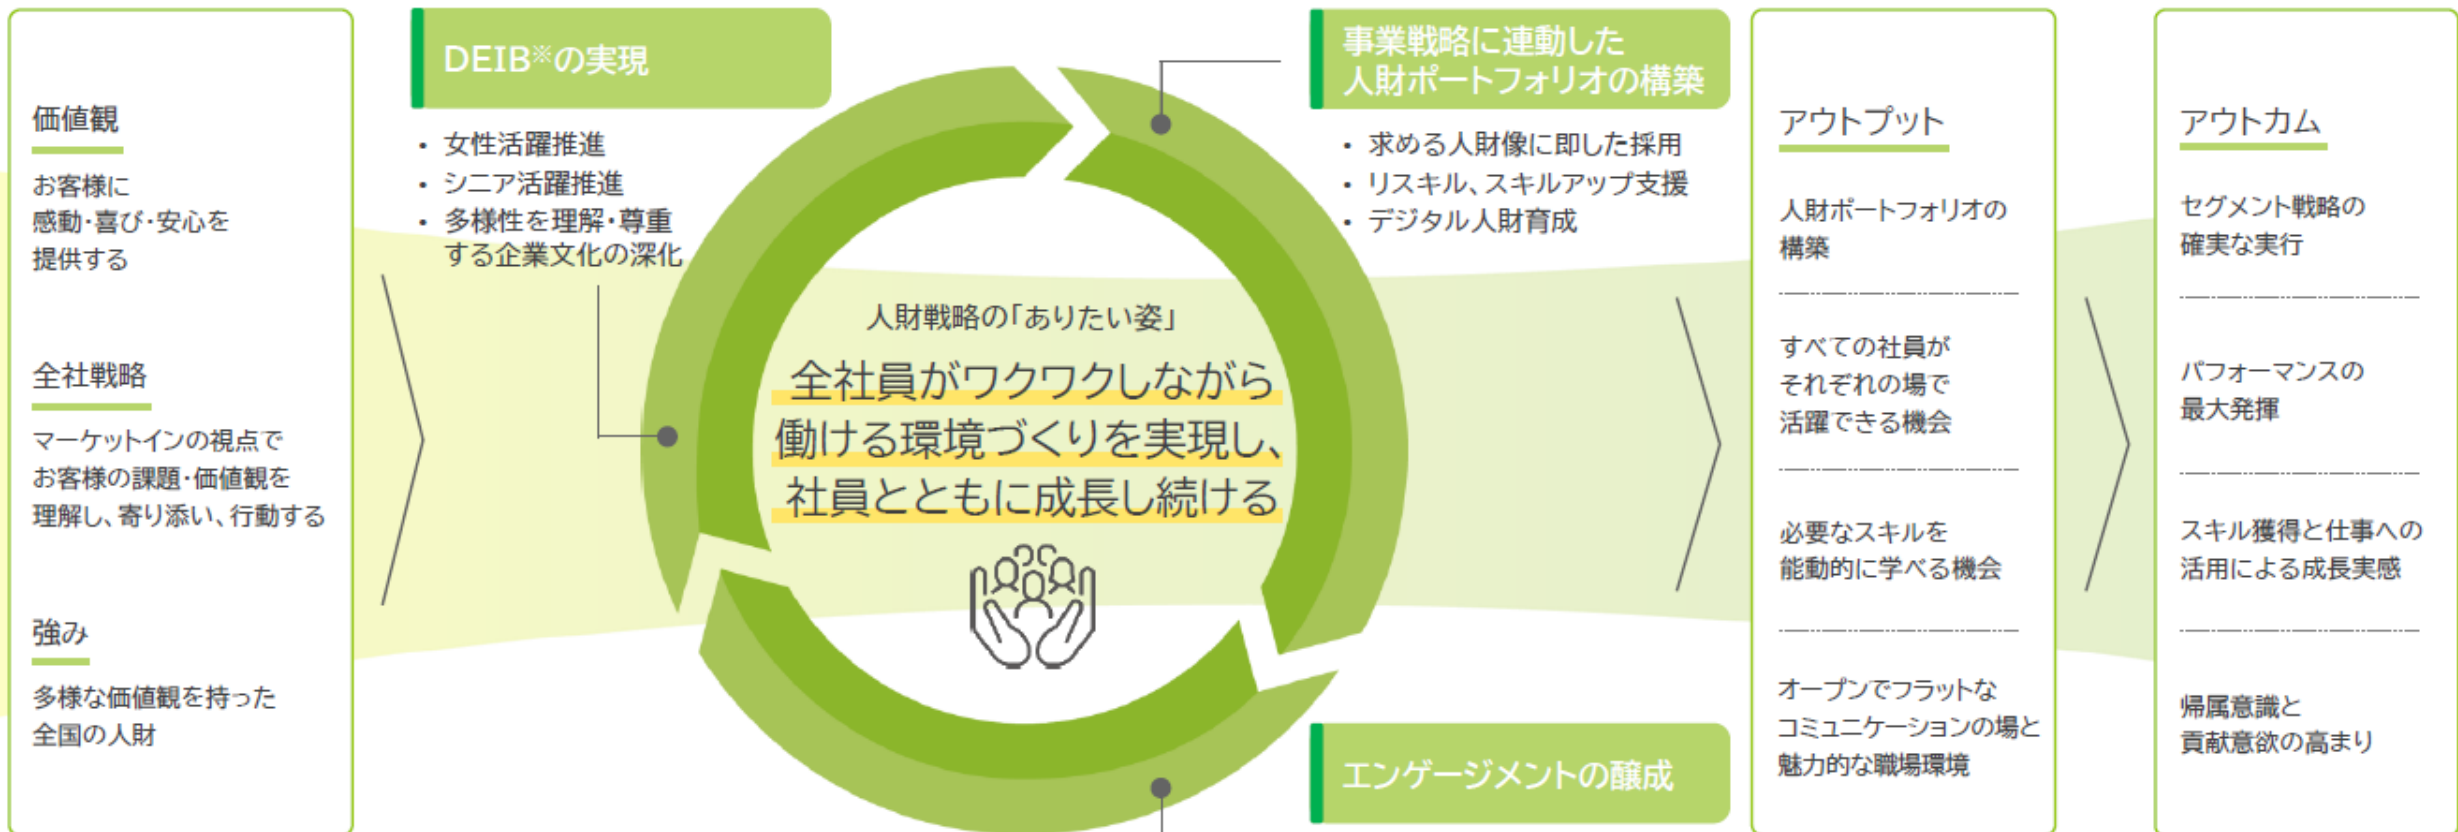 価値観
お客様に
感動・喜び・安心を
提供する
全社戦略
マーケットインの視点で
お客様の課題・価値観を
理解し、寄り添い、行動する
強み
多様な価値観を持った
全国の人財
DEIB※の実現
・ 女性活躍推進
・ シニア活躍推進
・ 多様性を理解・尊重
する企業文化の深化
事業戦略に連動した
人財ポートフォリオの構築
・ 求める人財像に即した採用
・ リスキル、スキルアップ支援
・ デジタル人財育成
人財戦略の「ありたい姿」
全社員がワクワクしながら
働ける環境づくりを実現し、
社員とともに成長し続ける
エンゲージメントの醸成
アウトプット
人財ポートフォリオの
構築
すべての社員が
それぞれの場で
活躍できる機会
必要なスキルを
能動的に学べる機会
オープンでフラットな
コミュニケーションの場と
魅力的な職場環境
アウトカム
セグメント戦略の
確実な実行
パフォーマンスの
最大発揮
スキル獲得と仕事への
活用による成長実感
帰属意識と
貢献意欲の高まり